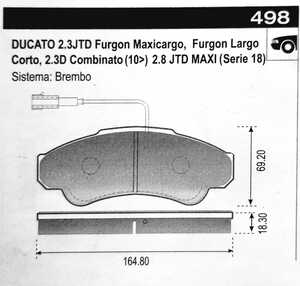 498
DUCATO 2.3JTD Furgon Maxicargo, Furgon Largo
Corto, 2.3D Combinato (10>) 2.8 JTD MAXI (Serie 18)
Sistema: Brembo
69.20
18.30
164.80